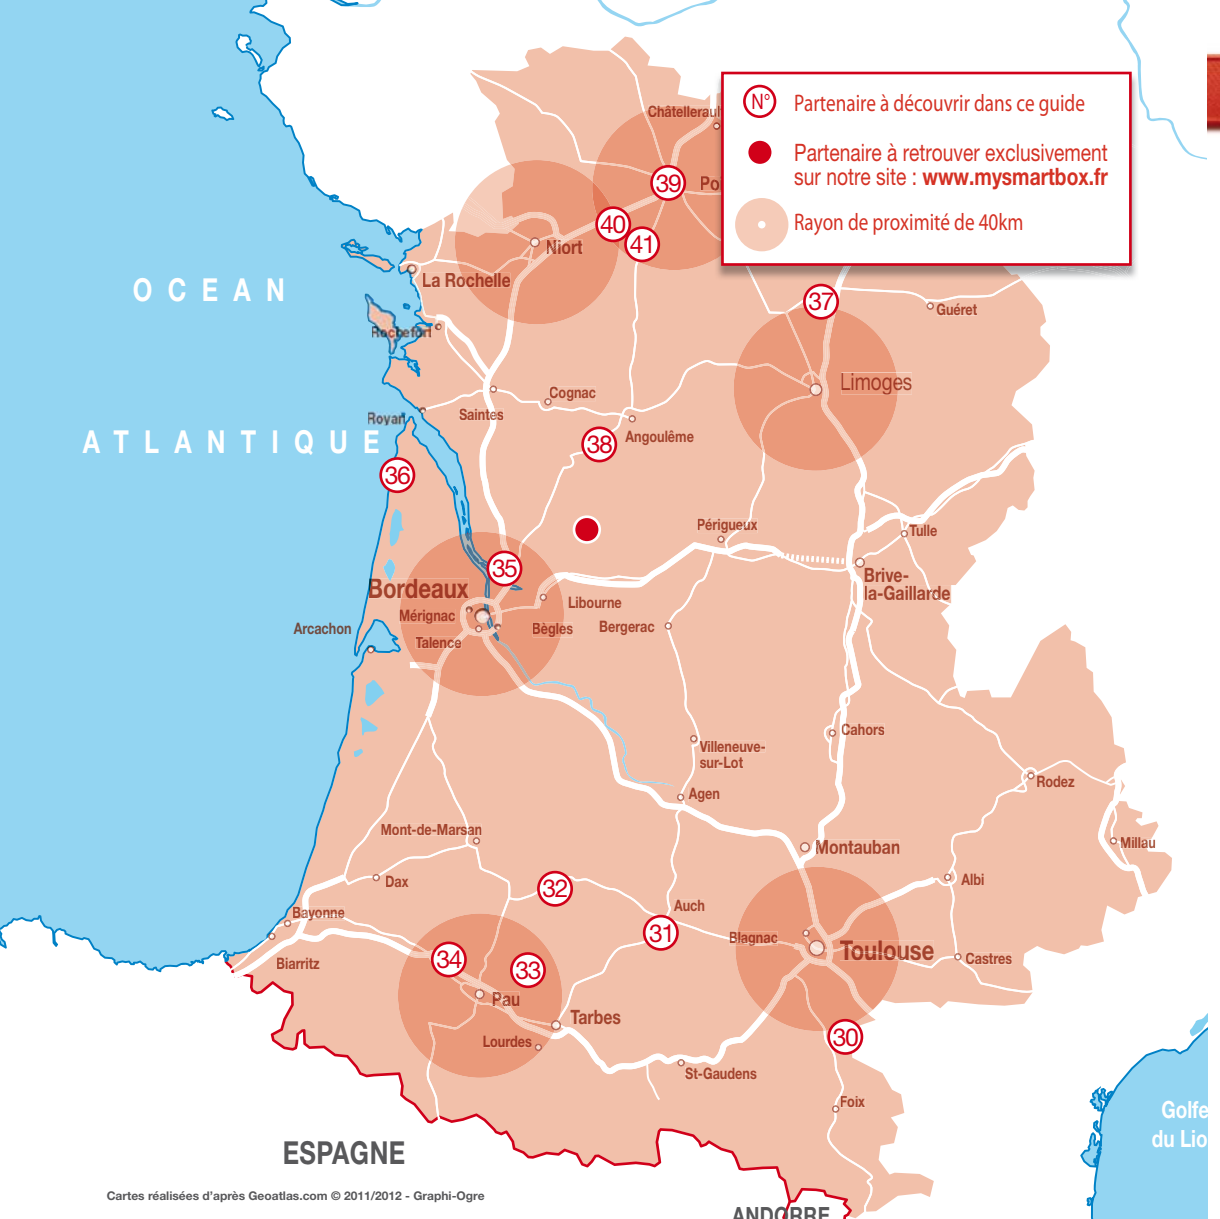 Châtellerau
N°
Partenaire à découvrir dans ce guide
Partenaire à retrouver exclusivement
sur notre site : www.mysmartbox.fr
Rayon de proximité de 40km
39
Poi
40
41
Niort
OCEAN
La Rochelle
37
Guéret
Rochefort
Limoges
Cognac
Saintes
Royan
ATLANTIQUE
38
Angoulême
36
Périgueux
Tulle
35
Brive-
la-Gaillarde
Bordeaux
Libourne
Mérignac
Arcachon
Bègles
Bergerac
Talence
Cahors
Villeneuve-
sur-Lot
Rodez
Agen
Mont-de-Marsan
Montauban
Millau
Dax
32
Albi
Auch
Bayonne
31
Blagnac
Toulouse
34
33
Biarritz
Castres
Pau
Tarbes
30
Lourdes
St-Gaudens
Foix
Golfe
du Lio
ESPAGNE
Cartes réalisées d'après Geoatlas.com © 2011/2012 - Graphi-Ogre
ANDORRE